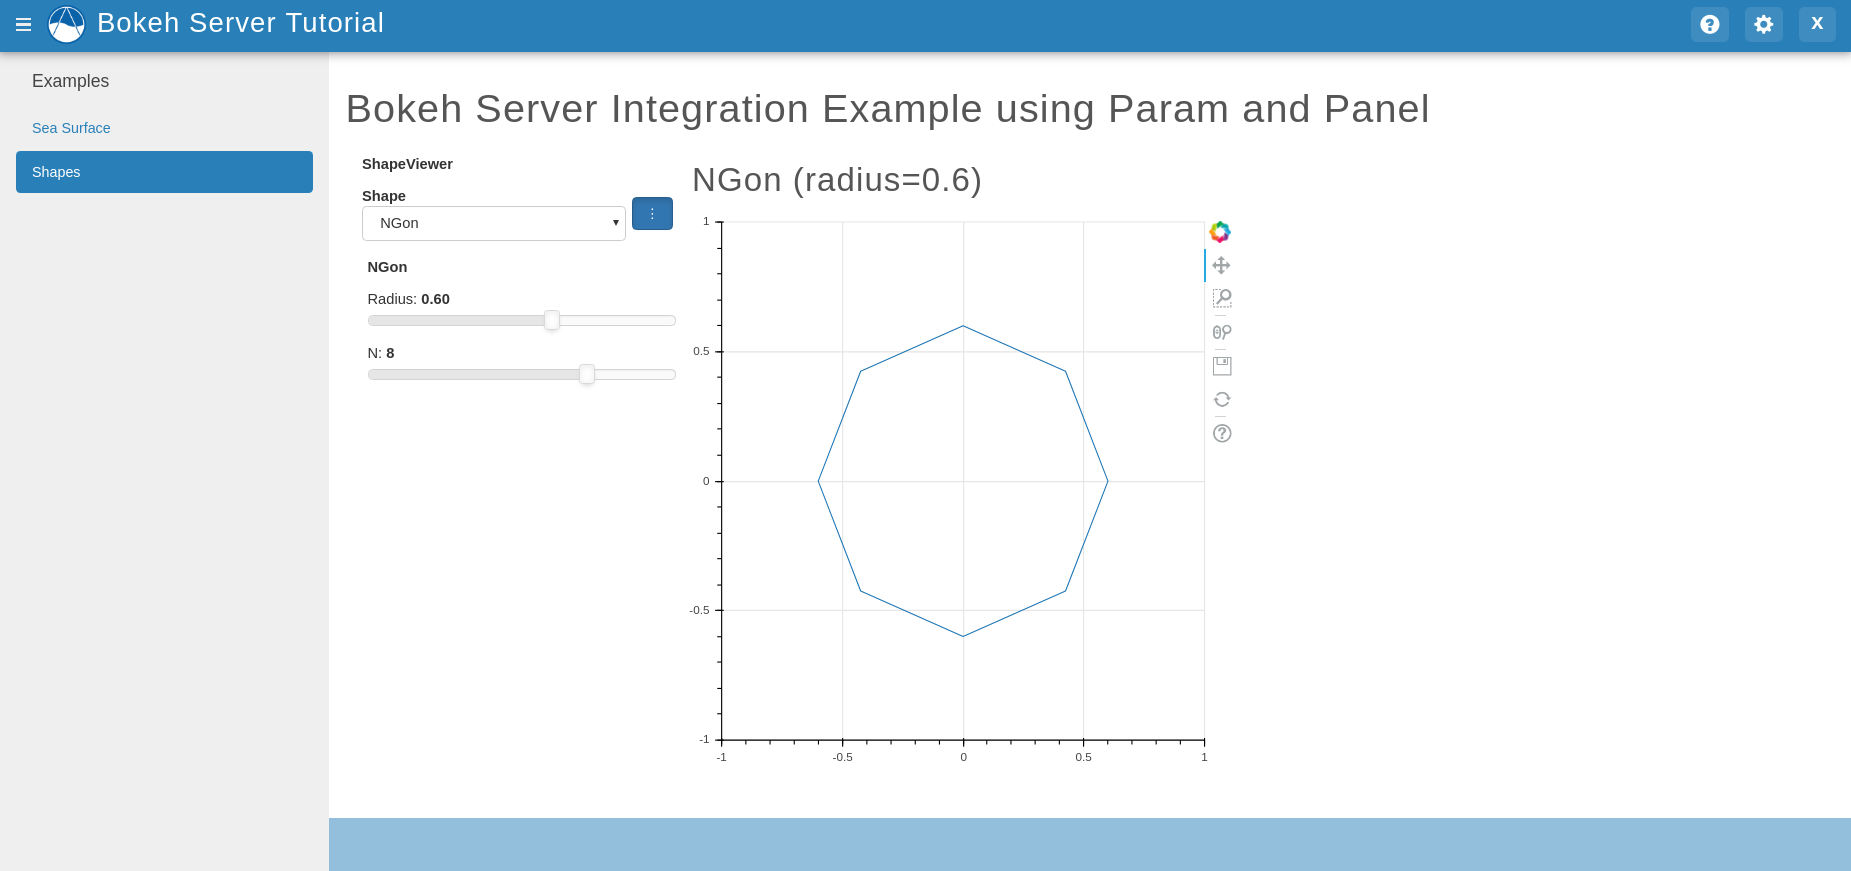 Bokeh Server Tutorial
X
Examples
Sea Surface
Shapes
Bokeh Server Integration Example using Param and Panel
ShapeViewer
Shape
NGon
NGon
Radius: 0.60
N: 8
NGon (radius=0.6)
1
0.5
0
-0.5
-1
-1
-0.5
0
0.5
1